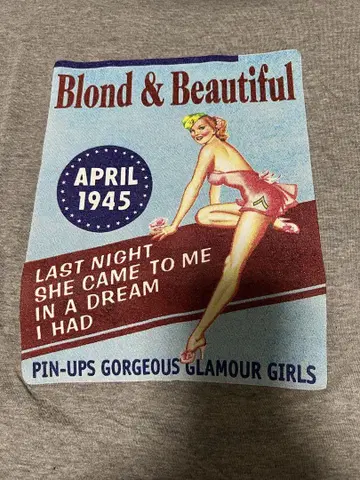 Blond & Beautiful
APRIL
1945
LAST NIGHT
SHE CAME TO ME
IN A DREAM
I HAD
PIN-UPS GORGEOUS GLAMOUR GIRLS